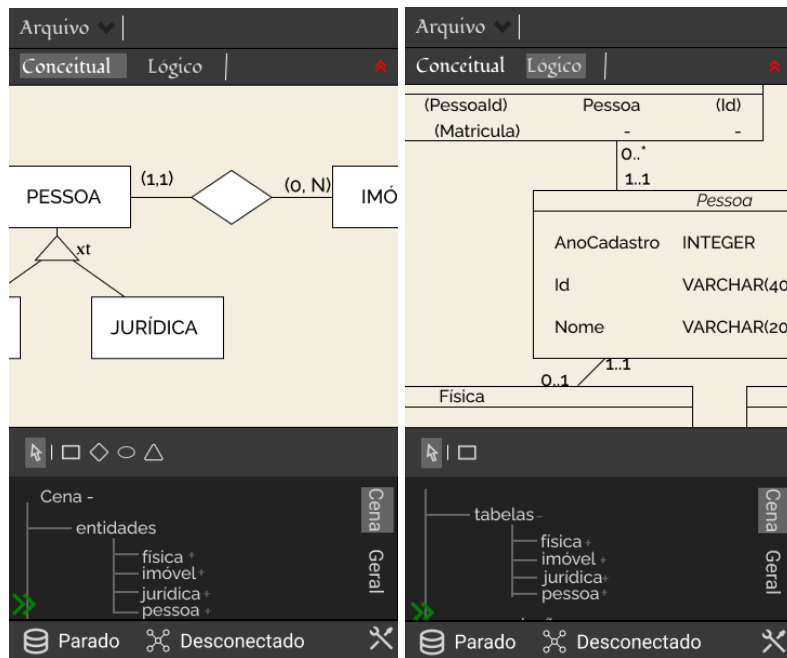 Arquivo
Conceitual Lógico
(1,1)
(0, N)
PESSOA
IMÓ
xt
JURÍDICA
Cena -
entidades
física +
imóvel +
jurídica +
pessoa +
Cena
Geral
Parado Desconectado
Arquivo
Conceitual Lógico
(PessoaId) Pessoa (Id)
(Matricula) - -
0..*
1..1
Pessoa
AnoCadastro INTEGER
Id VARCHAR(40
Nome VARCHAR(20
1..1
0..1
Física
tabelas -
física +
imóvel +
jurídica +
pessoa +
Cena
Geral
Parado Desconectado